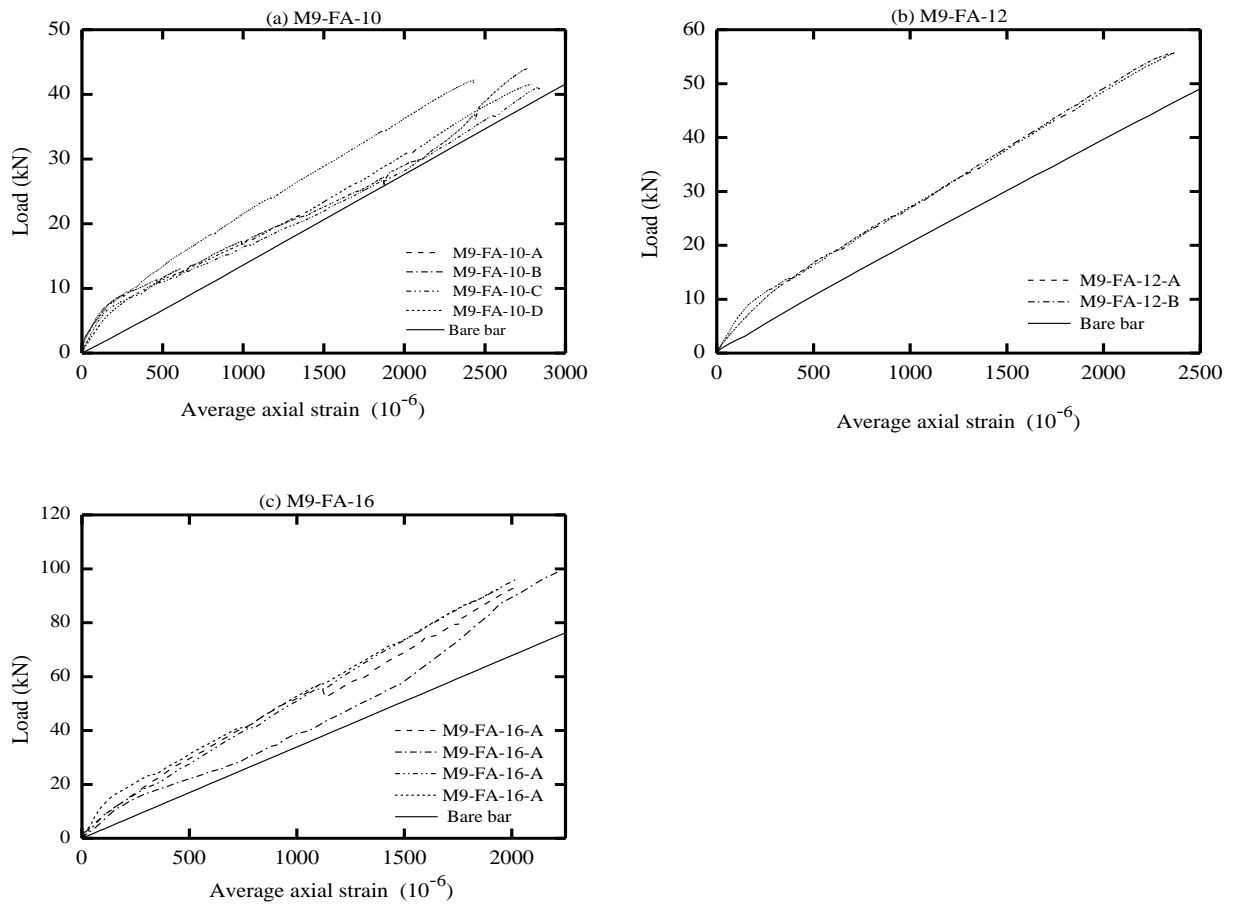 (a) M9-FA-10
50
40
30
20
10
0
Load (kN)
M9-FA-10-A
M9-FA-10-B
M9-FA-10-C
M9-FA-10-D
Bare bar
0 500 1000 1500 2000 2500 3000
Average axial strain (10-6)
(b) M9-FA-12
60
50
40
30
20
10
0
Load (kN)
M9-FA-12-A
M9-FA-12-B
Bare bar
0 500 1000 1500 2000 2500
Average axial strain (10-6)
(c) M9-FA-16
120
100
80
60
40
20
0
Load (kN)
M9-FA-16-A
M9-FA-16-A
M9-FA-16-A
M9-FA-16-A
Bare bar
0 500 1000 1500 2000
Average axial strain (10-6)